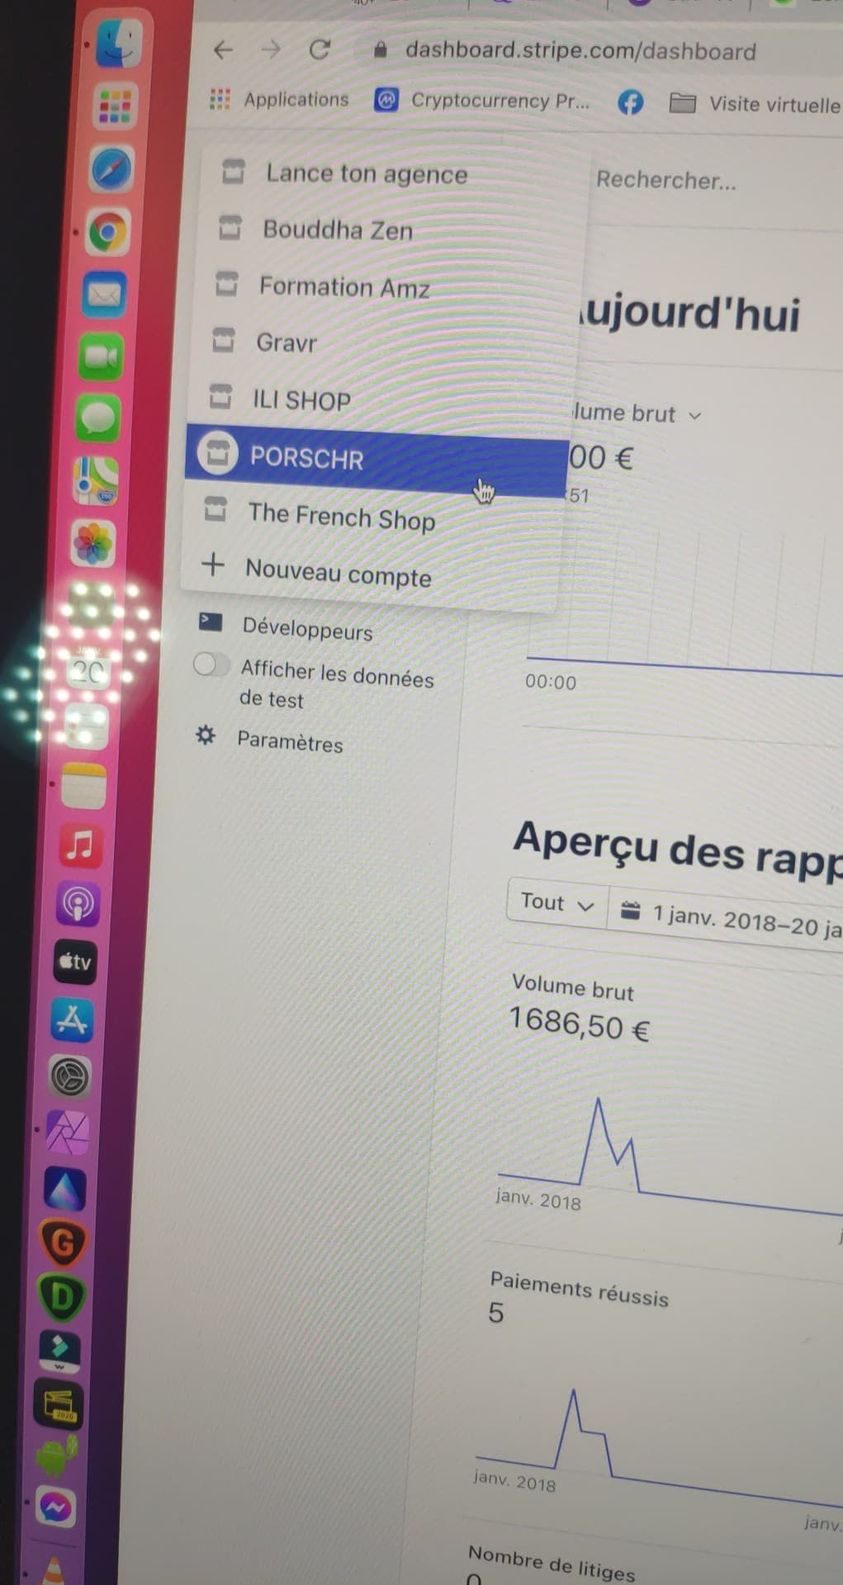 dashboard.stripe.com/dashboard
Applications
Cryptocurrency Pr...
Visite virtuelle
Lance ton agence
Rechercher...
Bouddha Zen
Formation Amz
ujourd'hui
Gravr
ILI SHOP
lume brut
PORSCHR
00 €
:51
The French Shop
Nouveau compte
Développeurs
Afficher les données
de test
00:00
20
Paramètres
Aperçu des rapp
Tout
1 janv. 2018–20 ja
tv
Volume brut
1686,50 €
janv. 2018
G
Paiements réussis
5
D
janv. 2018
janv.
Nombre de litiges
0